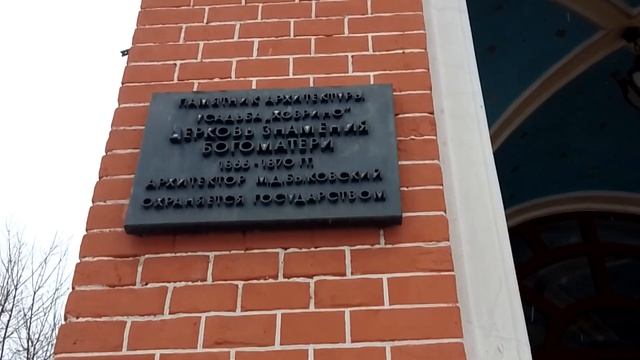 ПАМЯТНИК АРХИТЕКТУРЫ
УСАДЬБА „ХОВРИНО"
ЦЕРКОВЬ ЗНАМЕНИЯ
БОГОМАТЕРИ
1868-1870 ГГ
АРХИТЕКТОР М.Д.БЫКОВСКИЙ
ОХРАНЯЕТСЯ ГОСУДАРСТВОМ